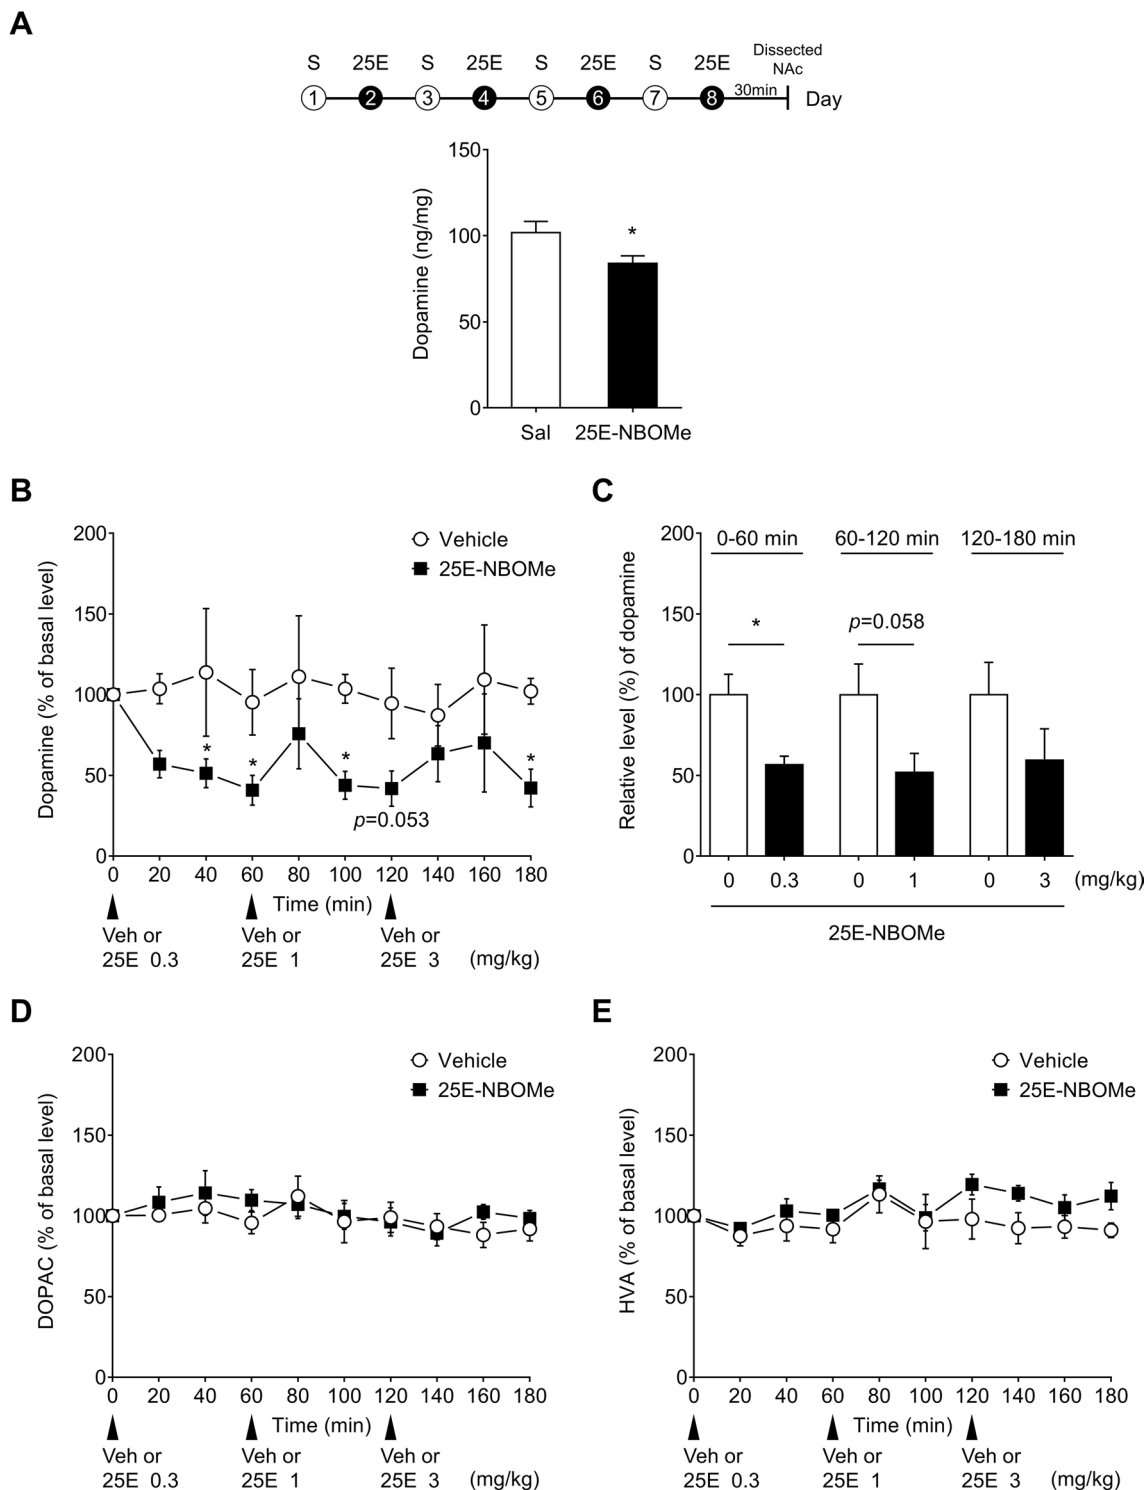 A
S 25E S 25E S 25E S 25E Dissected NAc
1 2 3 4 5 6 7 8 30min Day
150
100
50
0
Dopamine (ng/mg)
*
Sal 25E-NBOMe
B
200
150
100
50
0
Dopamine (% of basal level)
Vehicle
25E-NBOMe
* * * *
p=0.053
0 20 40 60 80 100 120 140 160 180
Time (min)
Veh or Veh or Veh or
25E 0.3 25E 1 25E 3 (mg/kg)
C
200
150
100
50
0
Relative level (%) of dopamine
0-60 min 60-120 min 120-180 min
* p=0.058
0 0.3 0 1 0 3 (mg/kg)
25E-NBOMe
D
200
150
100
50
0
DOPAC (% of basal level)
Vehicle
25E-NBOMe
0 20 40 60 80 100 120 140 160 180
Time (min)
Veh or Veh or Veh or
25E 0.3 25E 1 25E 3 (mg/kg)
E
200
150
100
50
0
HVA (% of basal level)
Vehicle
25E-NBOMe
0 20 40 60 80 100 120 140 160 180
Time (min)
Veh or Veh or Veh or
25E 0.3 25E 1 25E 3 (mg/kg)